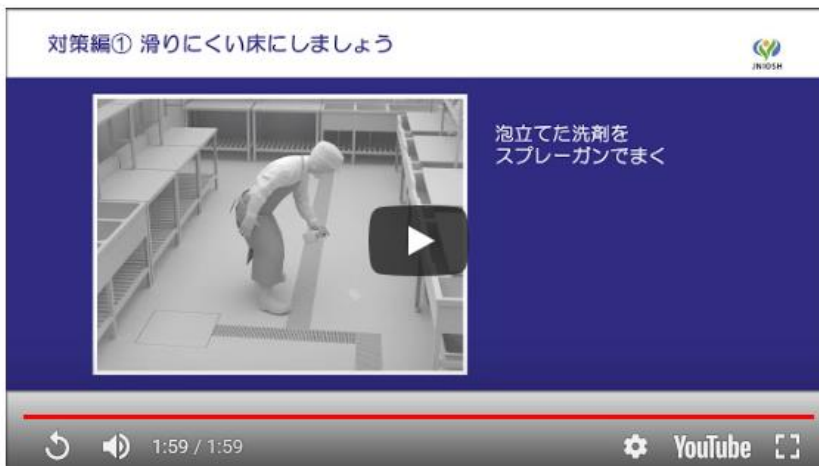 対策編① 滑りにくい床にしましょう
JNIOSH
泡立てた洗剤を
スプレーガンでまく
1:59 / 1:59
YouTube